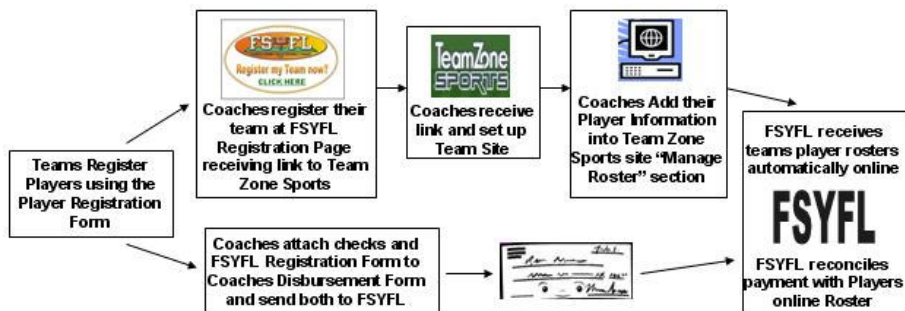 FSYFL
Register my Team now?
CLICK HERE
Coaches register their
team at FSYFL
Registration Page
receiving link to Team
Zone Sports
TeamZone
SPORTS
Coaches receive
link and set up
Team Site
Coaches Add their
Player Information
into Team Zone
Sports site “Manage
Roster” section
Teams Register
Players using the
Player Registration
Form
Coaches attach checks and
FSYFL Registration Form to
Coaches Disbursement Form
and send both to FSYFL
FSYFL receives
teams player rosters
automatically online
FSYFL
FSYFL reconciles
payment with Players
online Roster